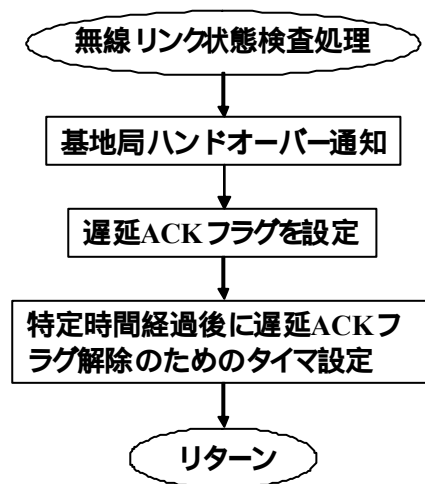 無線リンク状態検査処理
基地局ハンドオーバー通知
遅延ACKフラグを設定
特定時間経過後に遅延ACKフ
ラグ解除のためのタイマ設定
リターン